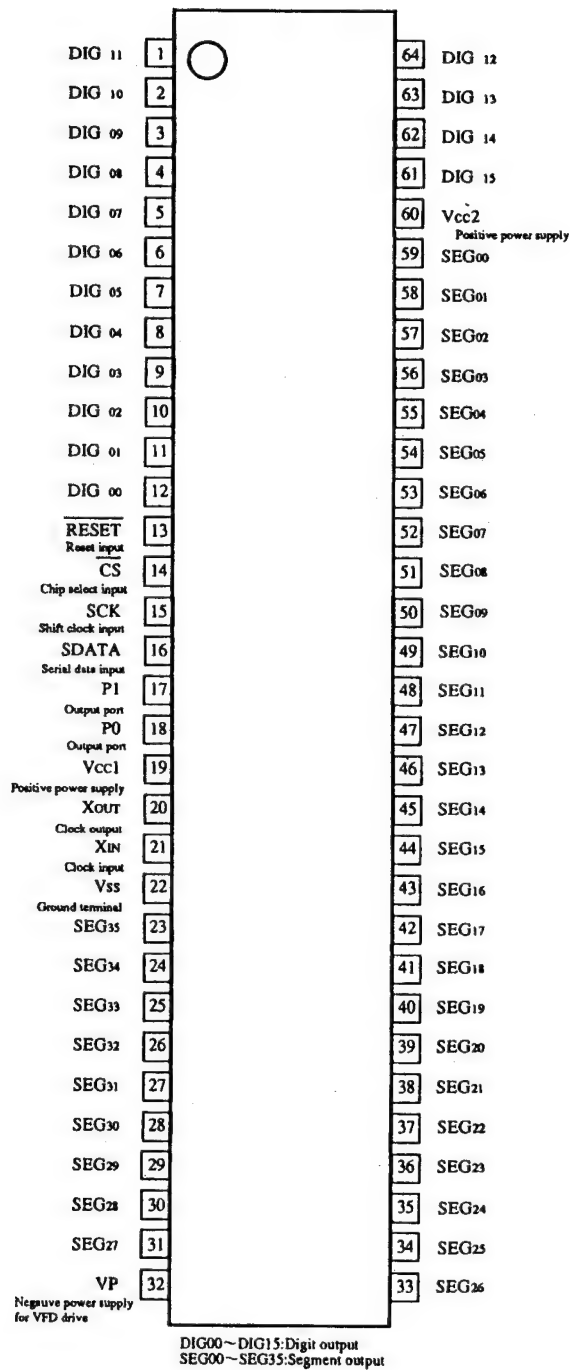 DIG 11 1 64 DIG 12
DIG 10 2 63 DIG 13
DIG 09 3 62 DIG 14
DIG 08 4 61 DIG 15
DIG 07 5 60 Vcc2
Positive power supply
DIG 06 6 59 SEG00
DIG 05 7 58 SEG01
DIG 04 8 57 SEG02
DIG 03 9 56 SEG03
DIG 02 10 55 SEG04
DIG 01 11 54 SEG05
DIG 00 12 53 SEG06
RESET 13 52 SEG07
Reset input
CS 14 51 SEG08
Chip select input
SCK 15 50 SEG09
Shift clock input
SDATA 16 49 SEG10
Serial data input
P1 17 48 SEG11
Output port
P0 18 47 SEG12
Output port
Vcc1 19 46 SEG13
Positive power supply
XOUT 20 45 SEG14
Clock output
XIN 21 44 SEG15
Clock input
Vss 22 43 SEG16
Ground terminal
SEG35 23 42 SEG17
SEG34 24 41 SEG18
SEG33 25 40 SEG19
SEG32 26 39 SEG20
SEG31 27 38 SEG21
SEG30 28 37 SEG22
SEG29 29 36 SEG23
SEG28 30 35 SEG24
SEG27 31 34 SEG25
VP 32 33 SEG26
Negative power supply
for VFD drive
DIG00～DIG15:Digit output
SEG00～SEG35:Segment output